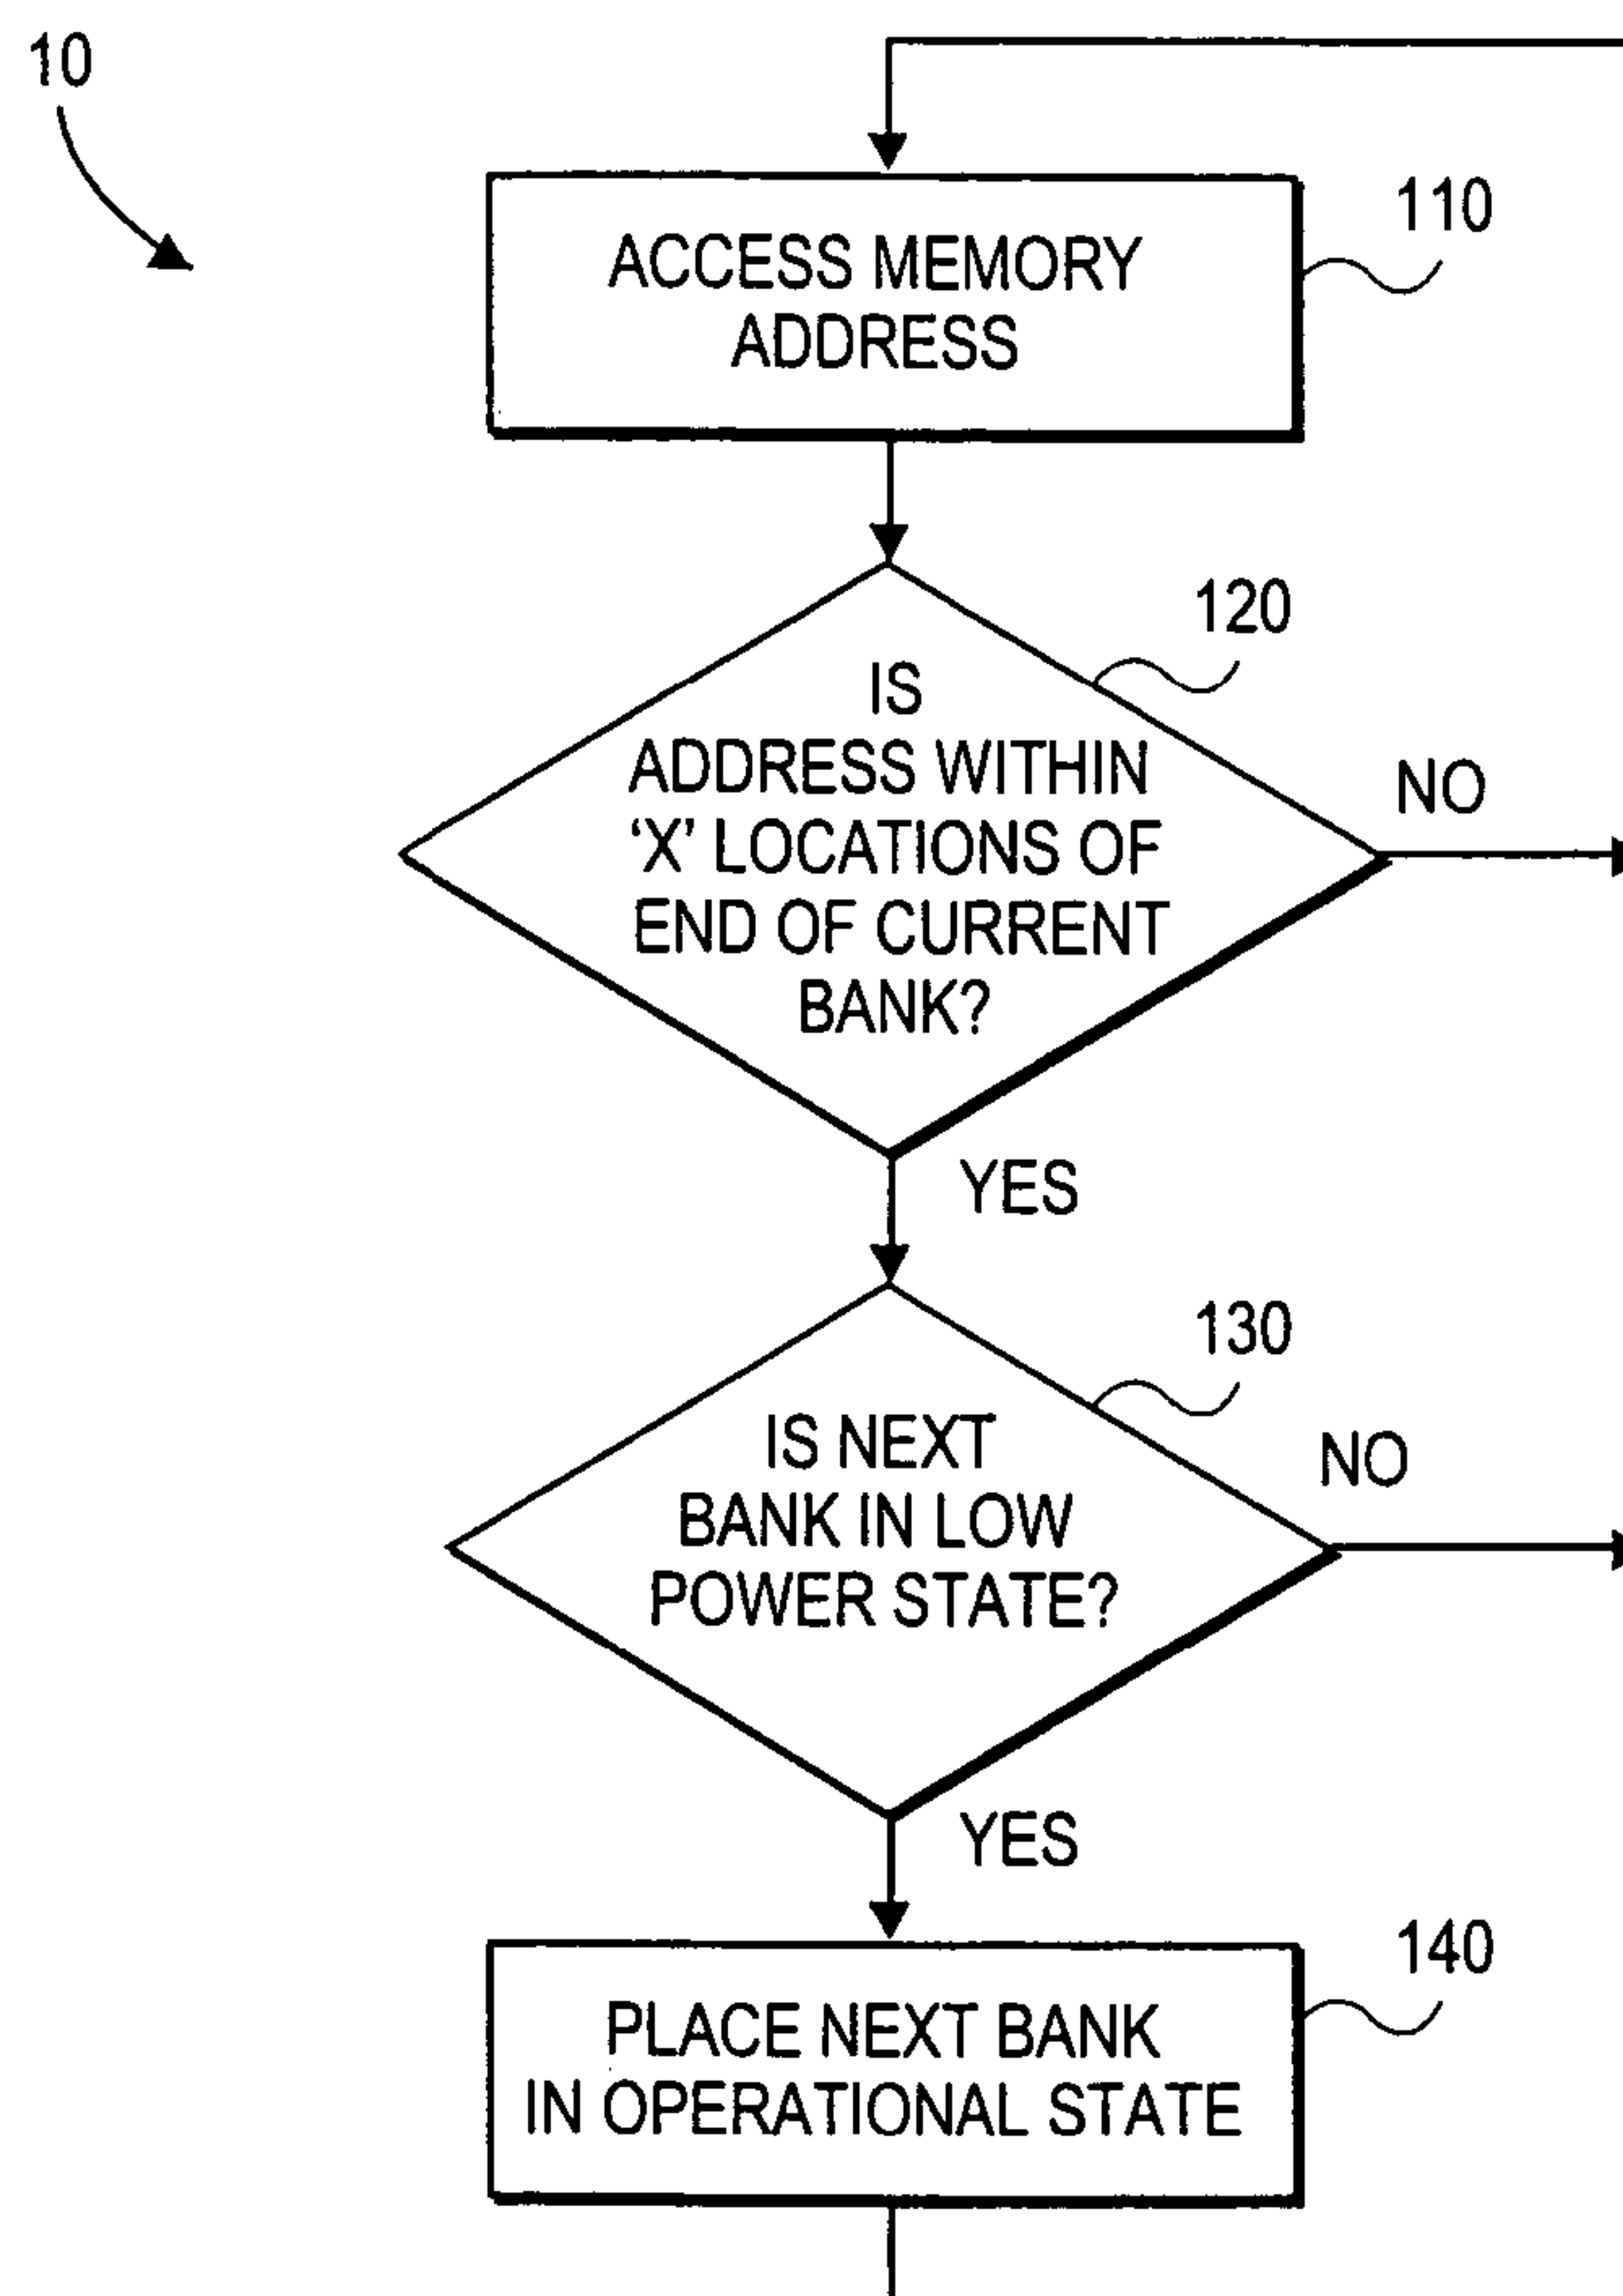 10
110
ACCESS MEMORY
ADDRESS
120
IS
ADDRESS WITHIN
‘X’ LOCATIONS OF
END OF CURRENT
BANK?
NO
YES
130
IS NEXT
BANK IN LOW
POWER STATE?
NO
YES
140
PLACE NEXT BANK
IN OPERATIONAL STATE